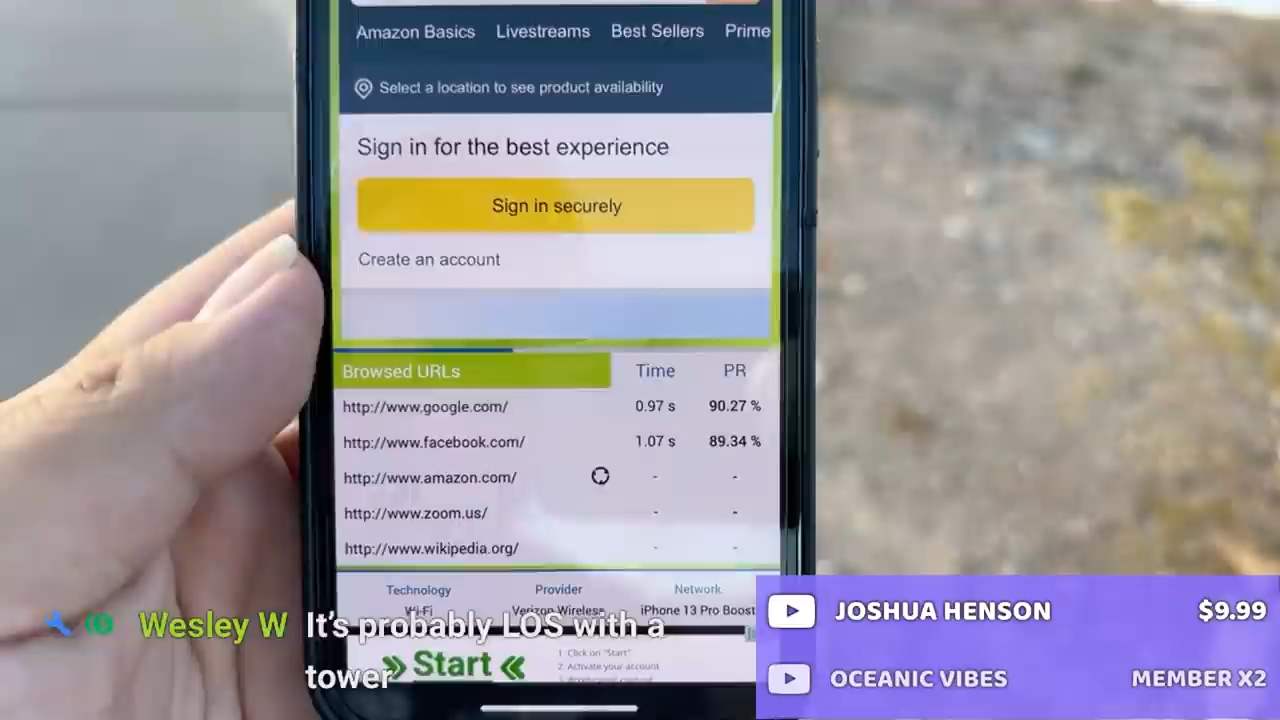 Amazon Basics Livestreams Best Sellers Prime
Select a location to see product availability
Sign in for the best experience
Sign in securely
Create an account
Browsed URLs Time PR
http://www.google.com/ 0.97 s 90.27 %
http://www.facebook.com/ 1.07 s 89.34 %
http://www.amazon.com/ - -
http://www.zoom.us/ - -
http://www.wikipedia.org/ - -
Technology Provider Network
Wi-Fi Verizon Wireless iPhone 13 Pro Boost
Wesley W It's probably LOS with a
tower
» Start «
1. Click on "Start"
2. Activate your account
JOSHUA HENSON $9.99
OCEANIC VIBES MEMBER X2